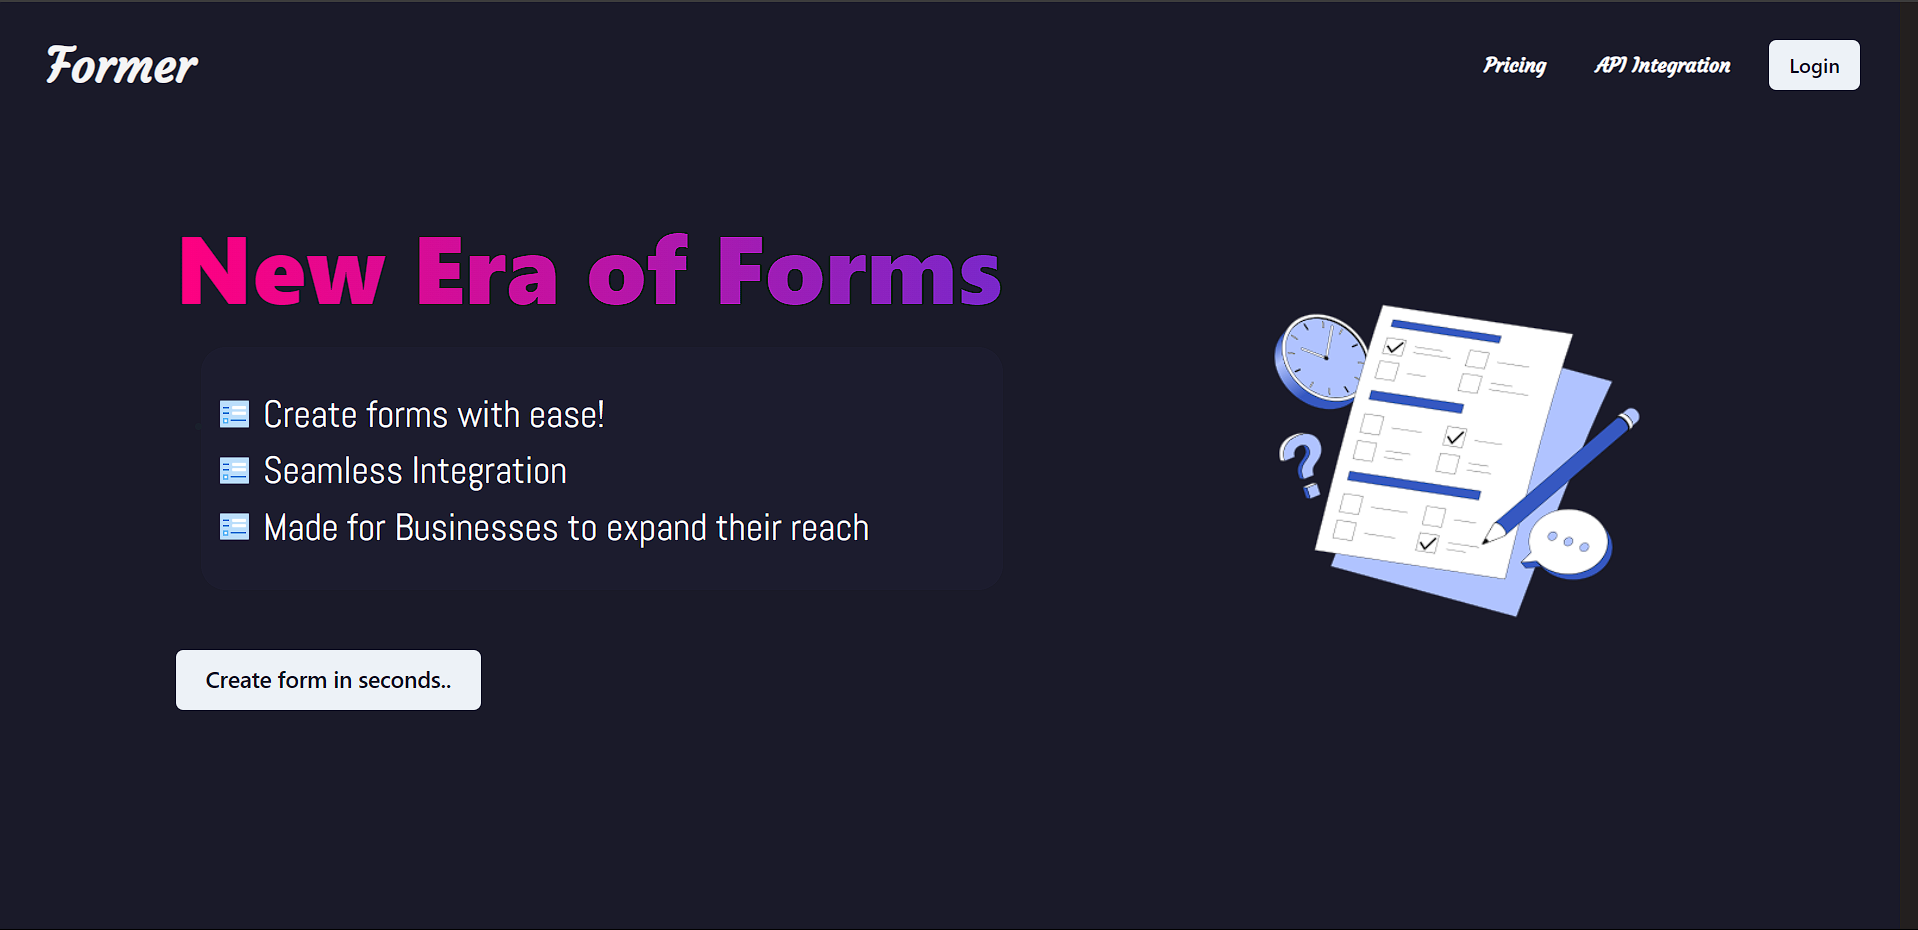 Former
Pricing
API Integration
Login
New Era of Forms
Create forms with ease!
Seamless Integration
Made for Businesses to expand their reach
Create form in seconds..